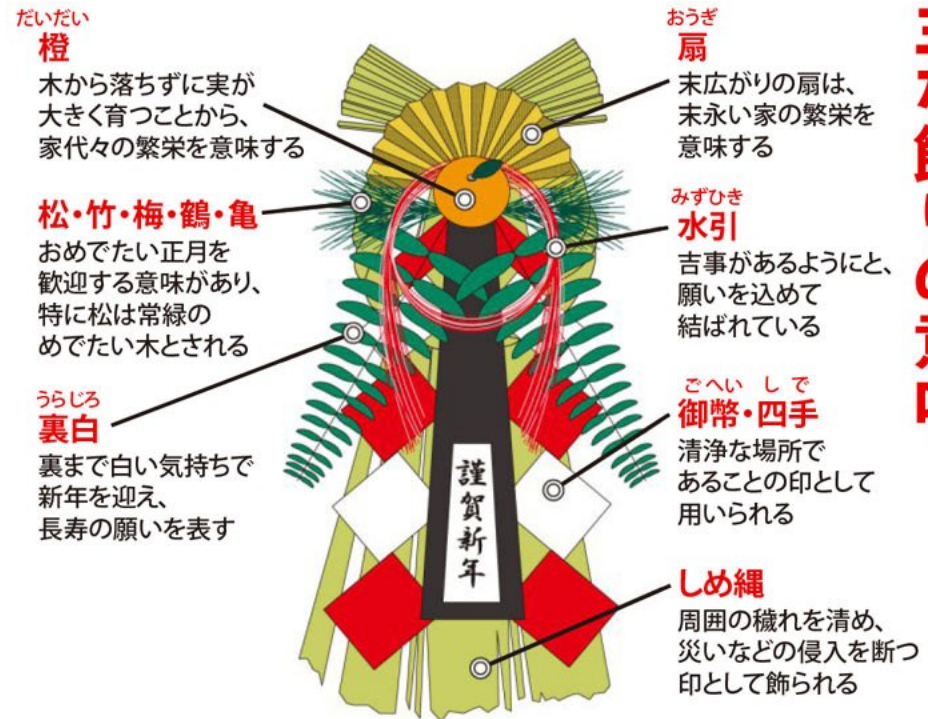 だいだい
橙
木から落ちずに実が
大きく育つことから、
家代々の繁栄を意味する
松・竹・梅・鶴・亀
おめでたい正月を
歓迎する意味があり、
特に松は常緑の
めでたい木とされる
うらじろ
裏白
裏まで白い気持ちで
新年を迎え、
長寿の願いを表す
おうぎ
扇
末広がりの扇は、
末永い家の繁栄を
意味する
みずひき
水引
吉事があるようにと、
願いを込めて
結ばれている
ごへい しで
御幣・四手
清浄な場所で
あることの印として
用いられる
しめ縄
周囲の穢れを清め、
災いなどの侵入を断つ
印として飾られる
謹賀新年